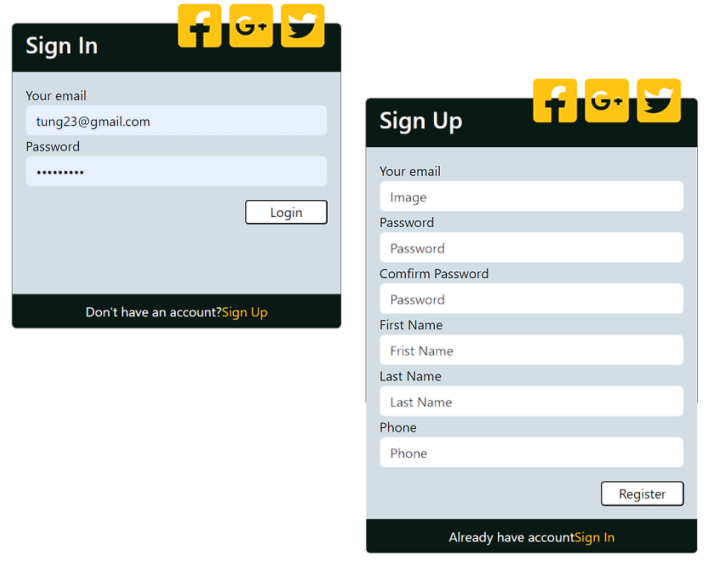 Sign In
G+
Your email
tung23@gmail.com
Password
•••••••••
Login
Don't have an account?Sign Up
G+
Sign Up
Your email
Image
Password
Password
Comfirm Password
Password
First Name
Frist Name
Last Name
Last Name
Phone
Phone
Register
Already have accountSign In